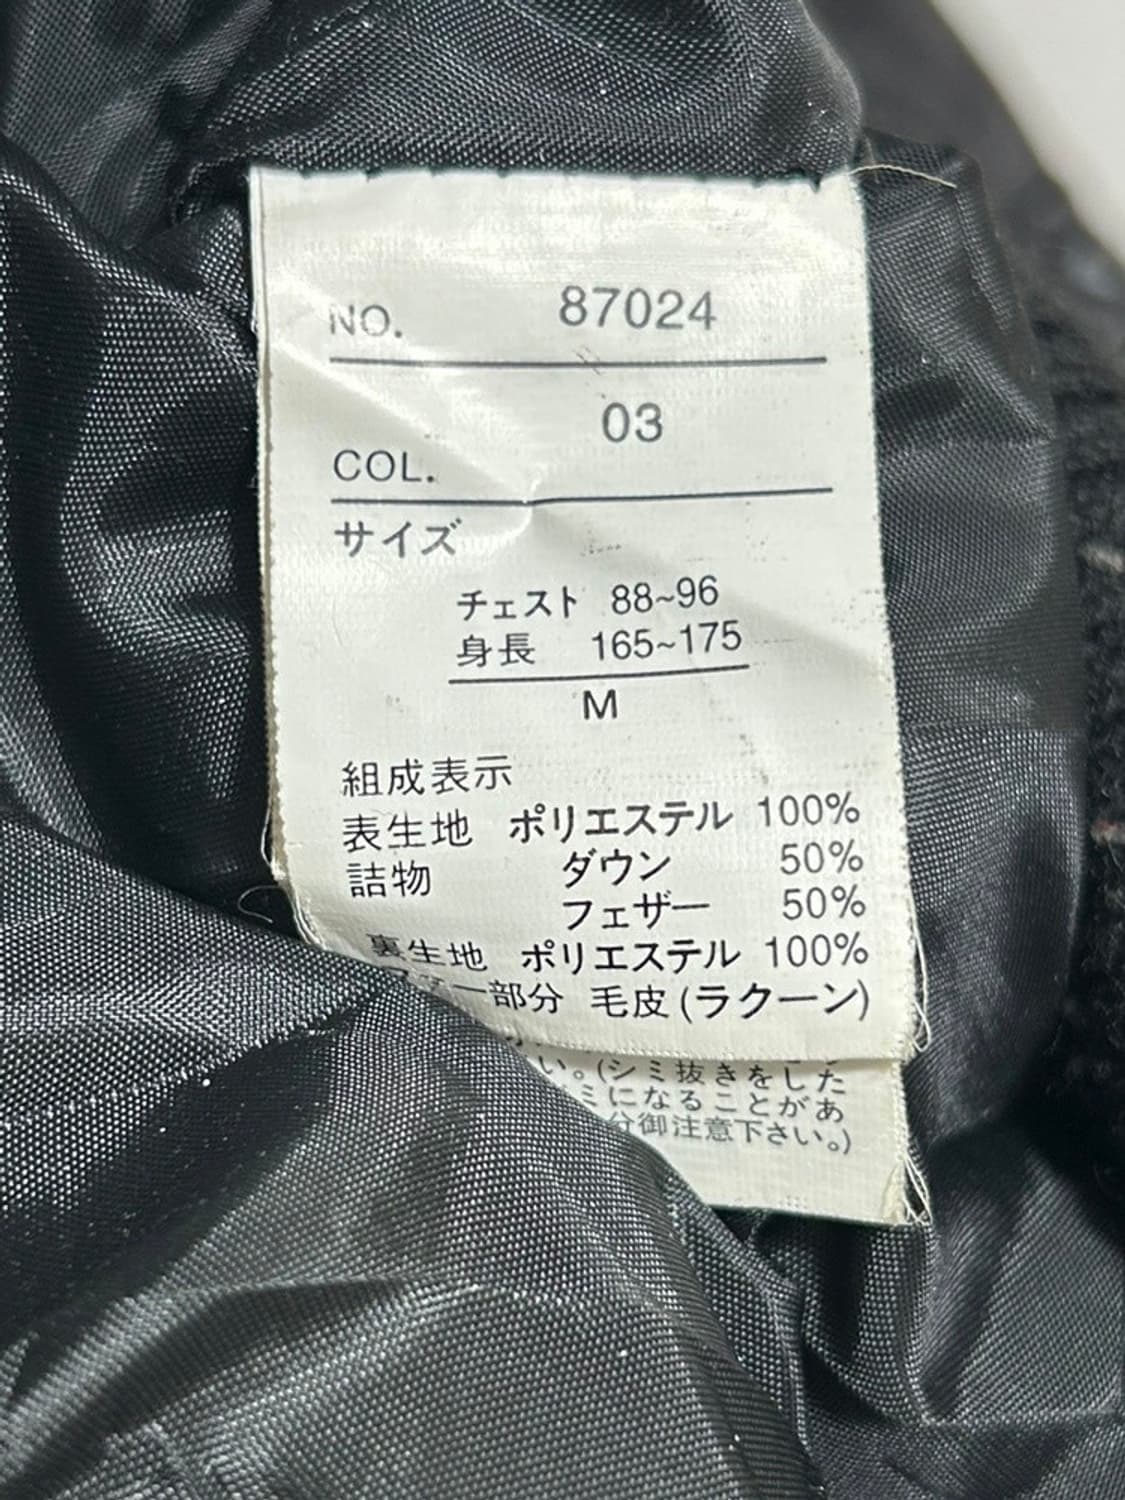 NO. 87024
03
COL.
サイズ
チェスト 88~96
身長 165~175
M
組成表示
表生地 ポリエステル 100%
詰物 ダウン 50%
フェザー 50%
裏生地 ポリエステル 100%
一部分 毛皮(ラクーン)
い。(シミ抜きをした
ミになることがあ
分御注意下さい。)